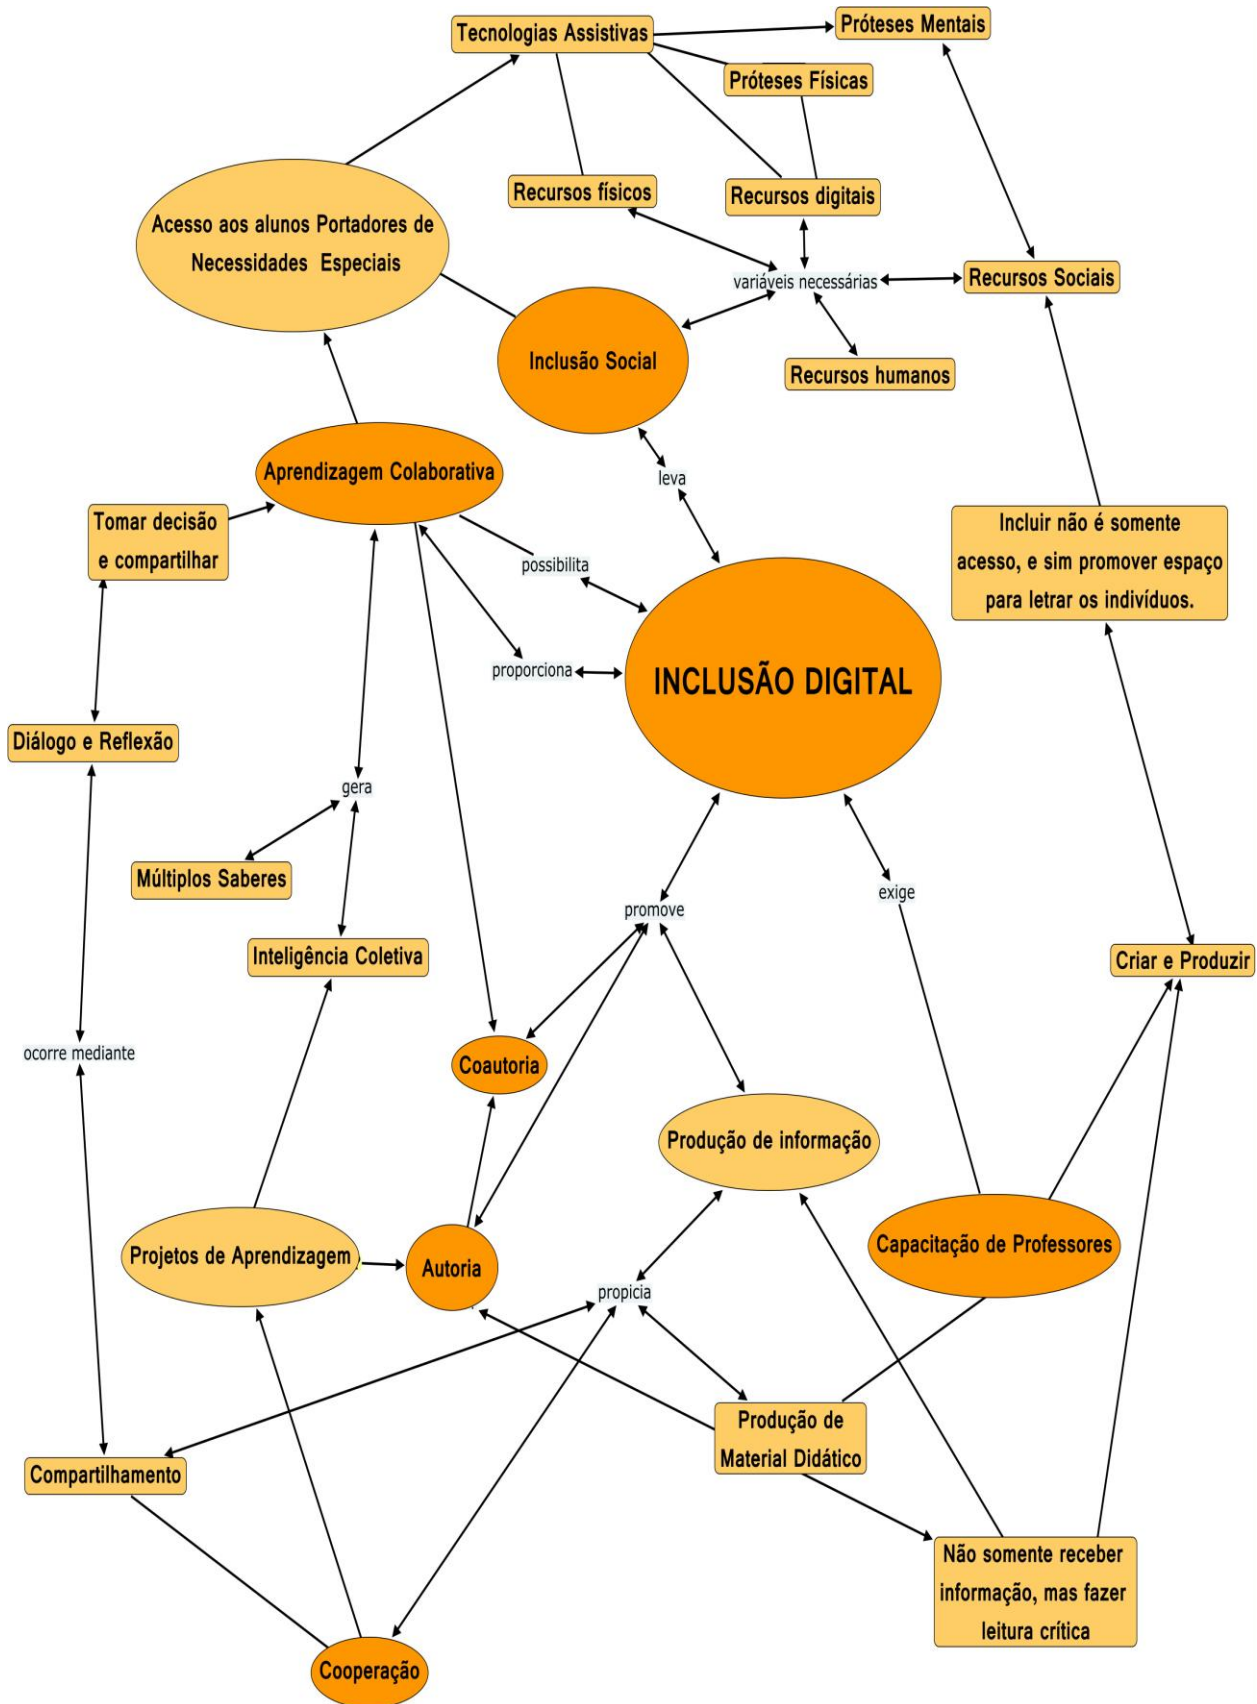 Próteses Mentais
Tecnologias Assistivas
Próteses Físicas
Recursos físicos
Recursos digitais
Acesso aos alunos Portadores de
Necessidades Especiais
variáveis necessárias
Recursos Sociais
Inclusão Social
Recursos humanos
Aprendizagem Colaborativa
leva
Tomar decisão
e compartilhar
possibilita
Incluir não é somente
acesso, e sim promover espaço
para letrar os indivíduos.
proporciona
INCLUSÃO DIGITAL
Diálogo e Reflexão
gera
Múltiplos Saberes
promove
exige
Inteligência Coletiva
Criar e Produzir
ocorre mediante
Coautoria
Produção de informação
Projetos de Aprendizagem
Autoria
Capacitação de Professores
propicia
Produção de
Material Didático
Compartilhamento
Não somente receber
informação, mas fazer
leitura crítica
Cooperação